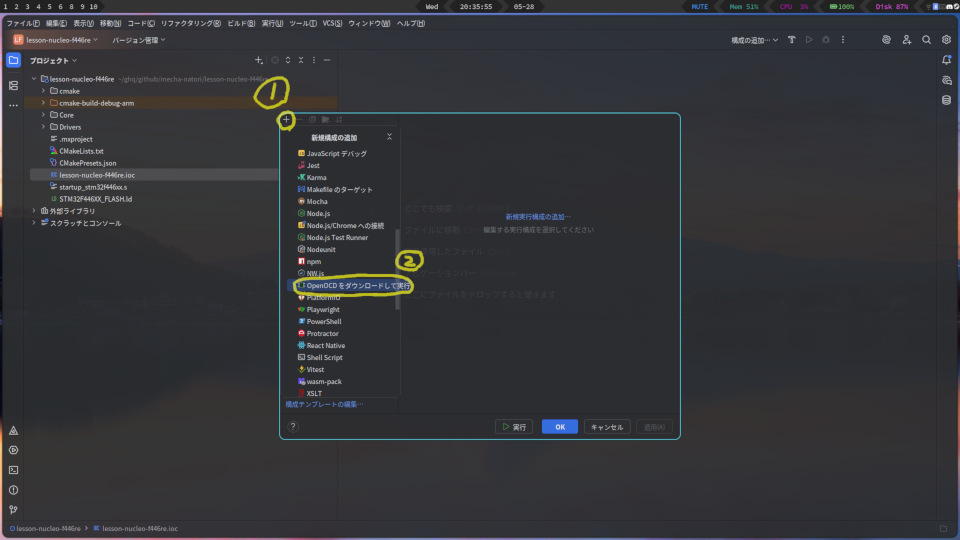 1 2 3 4 5 6 7 8 9 10
Wed 20:35:55 05-28
MUTE Mem 51% CPU 3% 100% Disk 87%
ファイル(F) 編集(E) 表示(V) 移動(N) コード(C) リファクタリング(R) ビルド(B) 実行(U) ツール(T) VCS(S) ウィンドウ(W) ヘルプ(H)
LF lesson-nucleo-f446re バージョン管理 構成の追加…
プロジェクト
lesson-nucleo-f446re ~/ghq/github/mecha-natori/lesson-nucleo-f446re
cmake
cmake-build-debug-arm
Core
Drivers
.mxproject
CMakeLists.txt
CMakePresets.json
lesson-nucleo-f446re.ioc
startup_stm32f446xx.s
STM32F446XX_FLASH.ld
外部ライブラリ
スクラッチとコンソール
1
新規構成の追加
JavaScript デバッグ
Jest
Karma
Makefile のターゲット
Mocha
Node.js
Node.js/Chrome への接続
Node.js Test Runner
Nodeunit
npm
NW.js
2
OpenOCD をダウンロードして実行
PlatformIO
Playwright
PowerShell
Protractor
React Native
Shell Script
Vitest
wasm-pack
XSLT
構成テンプレートの編集…
新規実行構成の追加…
編集する実行構成を選択してください
?
実行 OK キャンセル 適用(A)
lesson-nucleo-f446re > lesson-nucleo-f446re.ioc